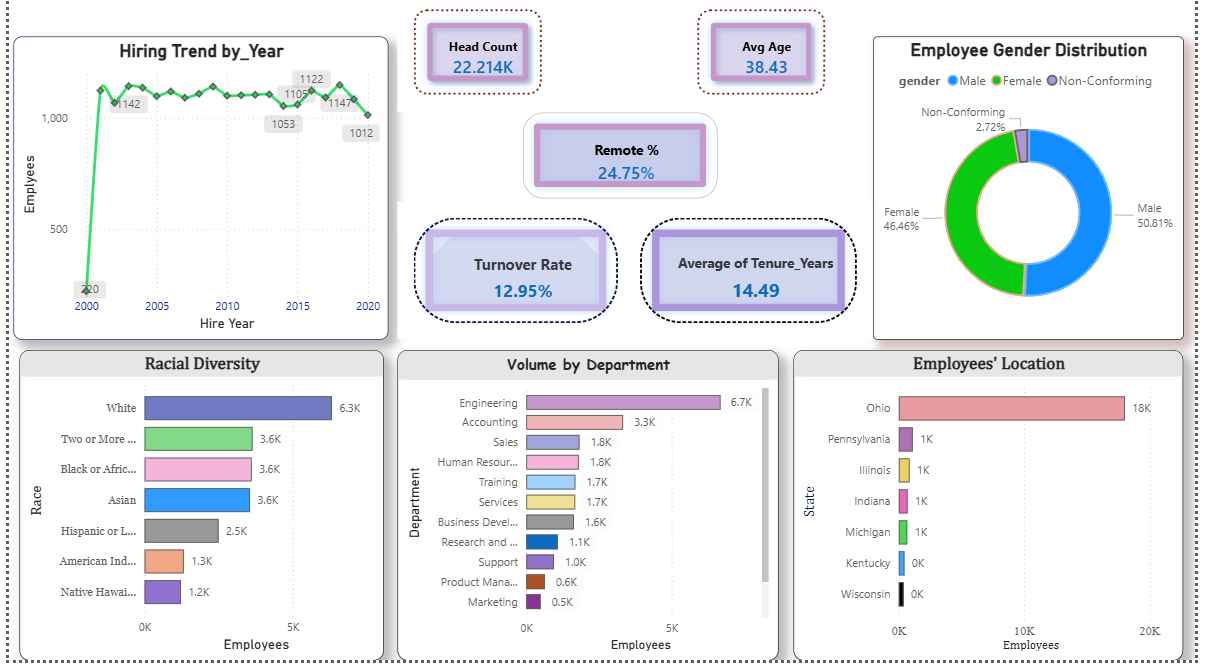 Head Count
22.214K
Avg Age
38.43
Hiring Trend by_Year
Emplyees
1,000
500
220
1142
1053
1105
1122
1147
1012
2000
2005
2010
2015
2020
Hire Year
Remote %
24.75%
Turnover Rate
12.95%
Average of Tenure_Years
14.49
Employee Gender Distribution
gender Male Female Non-Conforming
Non-Conforming
2.72%
Female
46.46%
Male
50.81%
Racial Diversity
Race
White 6.3K
Two or More ... 3.6K
Black or Afric... 3.6K
Asian 3.6K
Hispanic or L... 2.5K
American Ind... 1.3K
Native Hawai... 1.2K
0K 5K
Employees
Volume by Department
Department
Engineering 6.7K
Accounting 3.3K
Sales 1.8K
Human Resour... 1.8K
Training 1.7K
Services 1.7K
Business Devel... 1.6K
Research and ... 1.1K
Support 1.0K
Product Mana... 0.6K
Marketing 0.5K
0K 5K
Employees
Employees' Location
State
Ohio 18K
Pennsylvania 1K
Illinois 1K
Indiana 1K
Michigan 1K
Kentucky 0K
Wisconsin 0K
0K 10K 20K
Employees